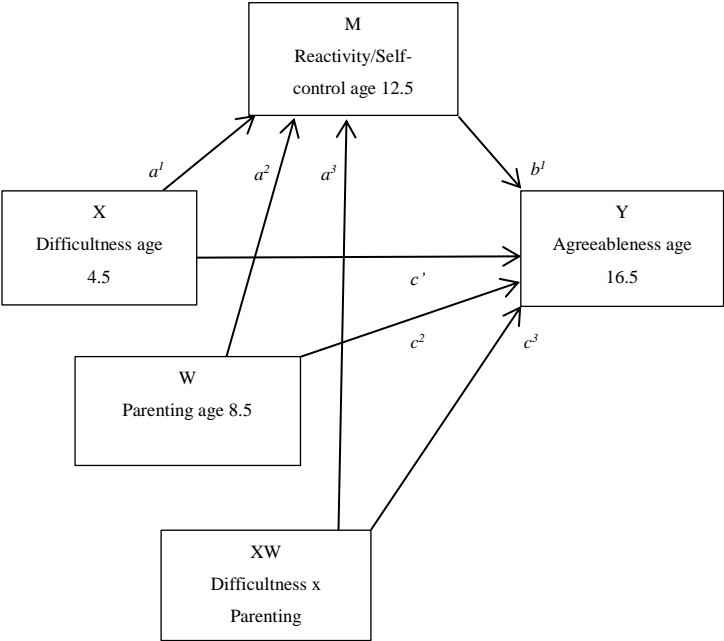 M
Reactivity/Self-
control age 12.5
a¹
a²
a³
b¹
X
Difficultness age
4.5
Y
Agreeableness age
16.5
c’
c²
c³
W
Parenting age 8.5
XW
Difficultness x
Parenting